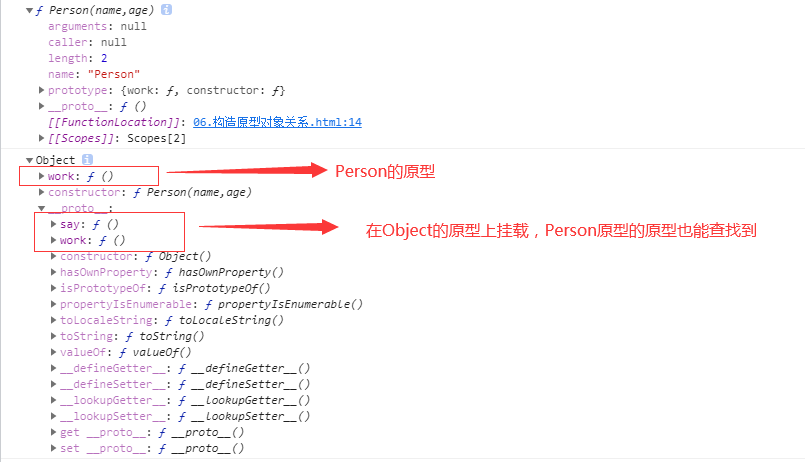 ƒ Person(name,age)
arguments: null
caller: null
length: 2
name: "Person"
prototype: {work: ƒ, constructor: ƒ}
__proto__: ƒ ()
[[FunctionLocation]]: 06.构造原型对象关系.html:14
[[Scopes]]: Scopes[2]
Object
work: ƒ ()
Person的原型
constructor: ƒ Person(name,age)
__proto__:
say: ƒ ()
work: ƒ ()
在Object的原型上挂载，Person原型的原型也能查找到
constructor: ƒ Object()
hasOwnProperty: ƒ hasOwnProperty()
isPrototypeOf: ƒ isPrototypeOf()
propertyIsEnumerable: ƒ propertyIsEnumerable()
toLocaleString: ƒ toLocaleString()
toString: ƒ toString()
valueOf: ƒ valueOf()
__defineGetter__: ƒ __defineGetter__()
__defineSetter__: ƒ __defineSetter__()
__lookupGetter__: ƒ __lookupGetter__()
__lookupSetter__: ƒ __lookupSetter__()
get __proto__: ƒ __proto__()
set __proto__: ƒ __proto__()